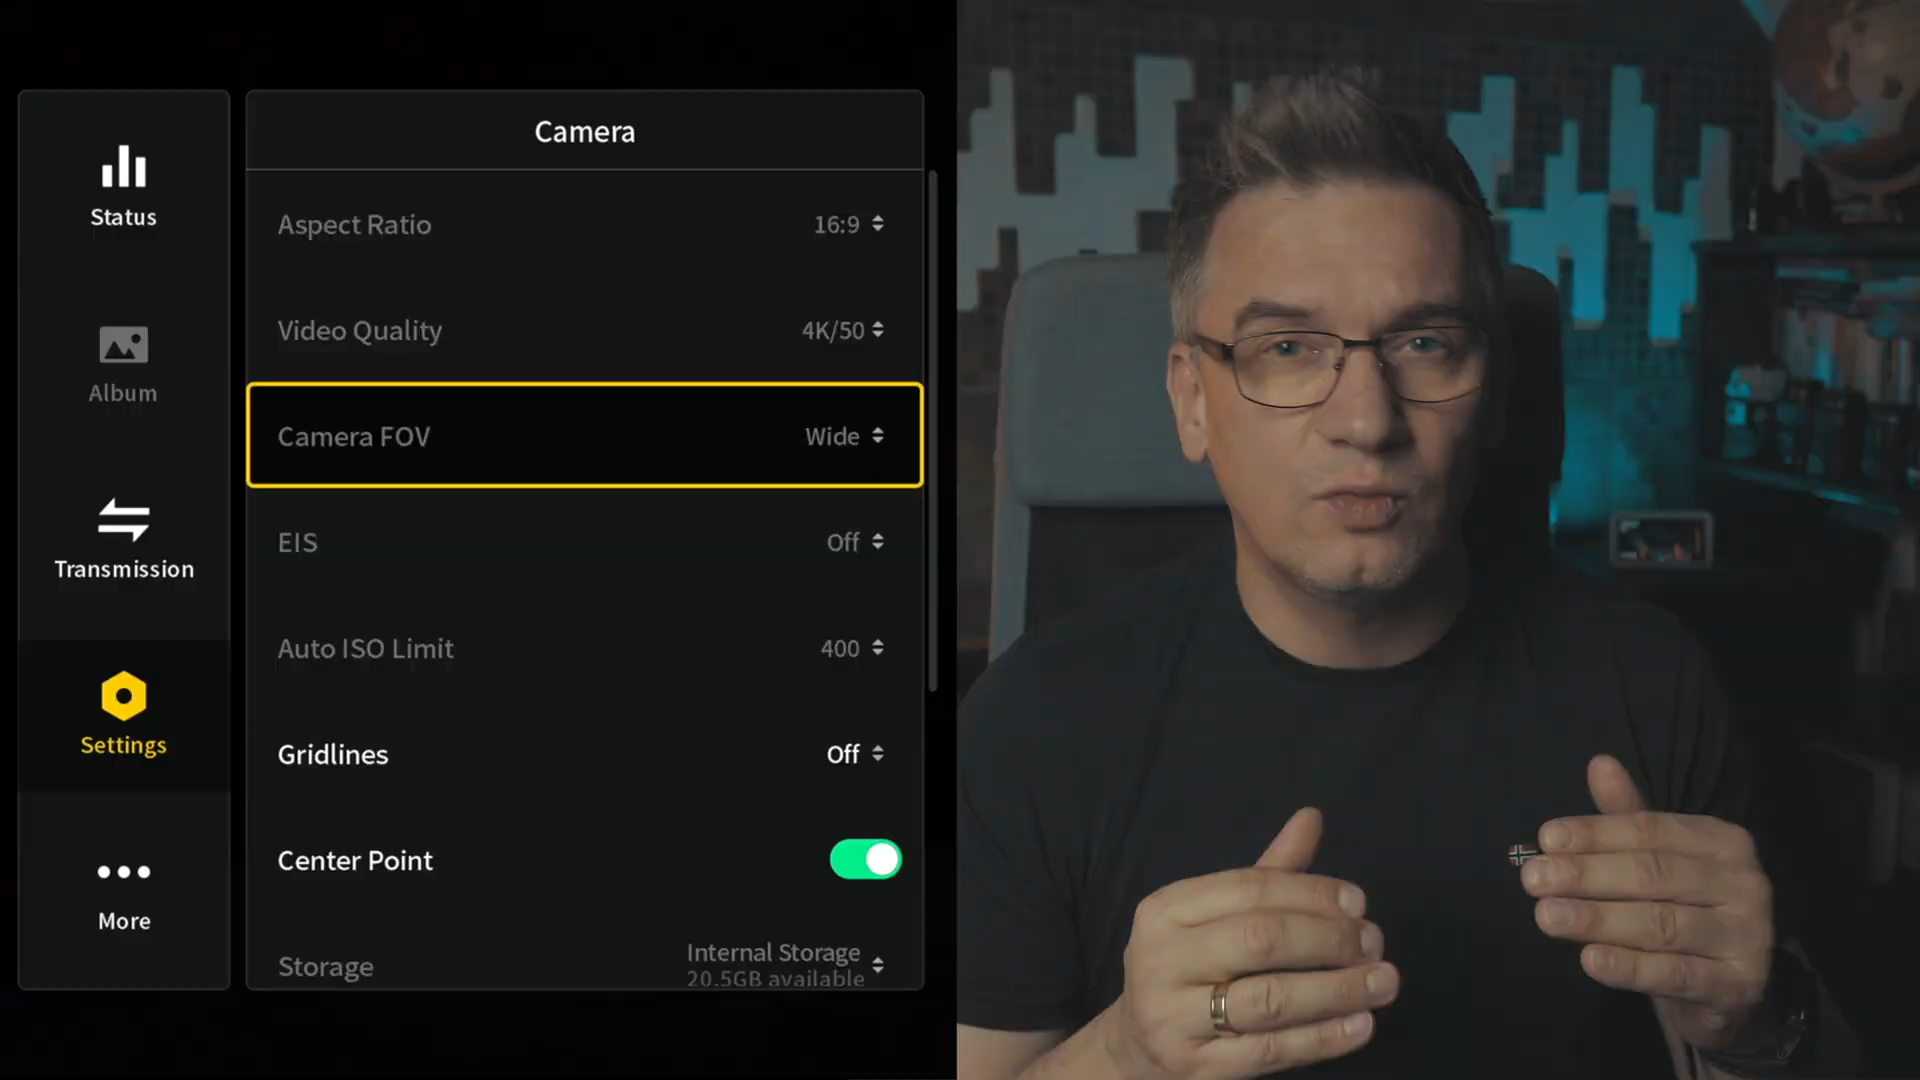 Status
Album
Transmission
Settings
More
Camera
Aspect Ratio 16:9
Video Quality 4K/50
Camera FOV Wide
EIS Off
Auto ISO Limit 400
Gridlines Off
Center Point
Storage Internal Storage
20.5GB available